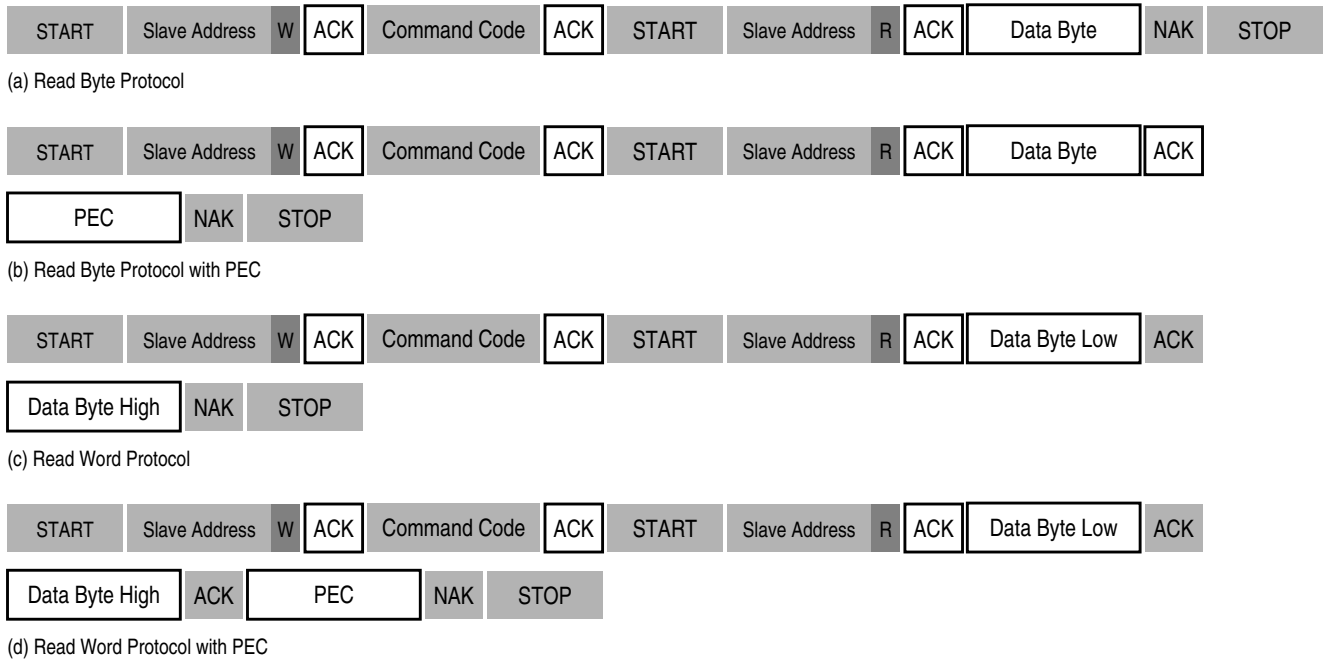 START Slave Address W ACK Command Code ACK START Slave Address R ACK Data Byte NAK STOP
(a) Read Byte Protocol
START Slave Address W ACK Command Code ACK START Slave Address R ACK Data Byte ACK
PEC NAK STOP
(b) Read Byte Protocol with PEC
START Slave Address W ACK Command Code ACK START Slave Address R ACK Data Byte Low ACK
Data Byte High NAK STOP
(c) Read Word Protocol
START Slave Address W ACK Command Code ACK START Slave Address R ACK Data Byte Low ACK
Data Byte High ACK PEC NAK STOP
(d) Read Word Protocol with PEC